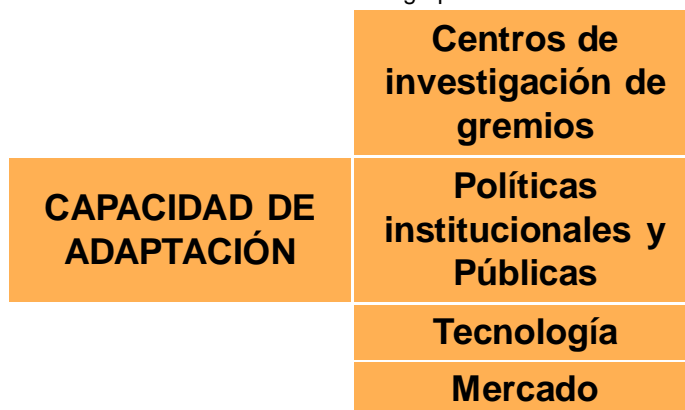 Centros de
investigación de
gremios
CAPACIDAD DE
ADAPTACIÓN
Políticas
institucionales y
Públicas
Tecnología
Mercado